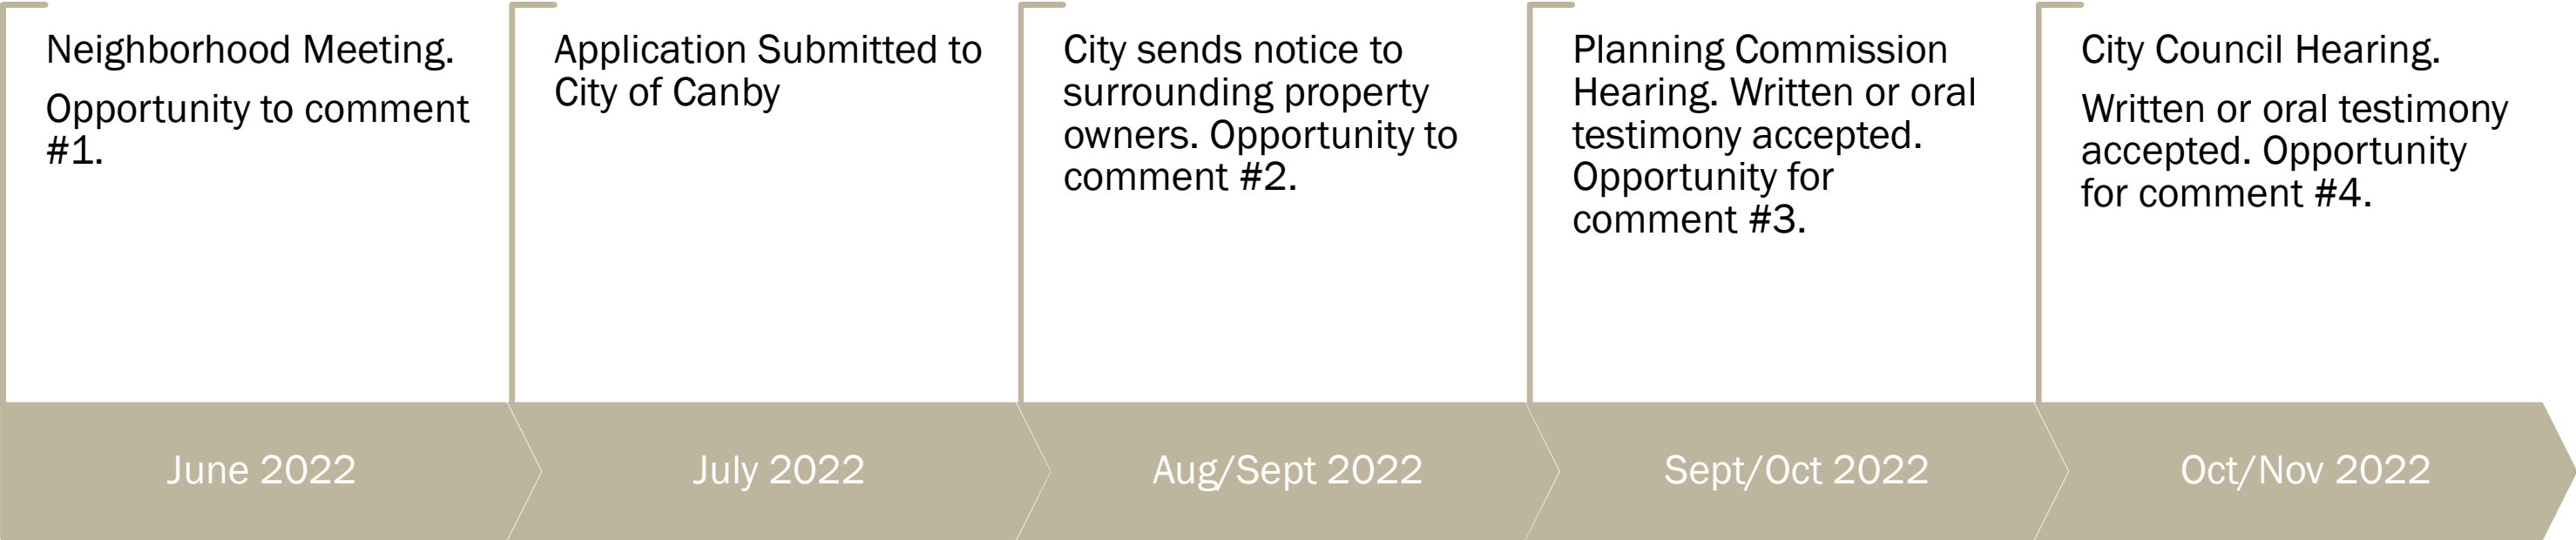 Neighborhood Meeting.
Opportunity to comment
#1.
Application Submitted to
City of Canby
City sends notice to
surrounding property
owners. Opportunity to
comment #2.
Planning Commission
Hearing. Written or oral
testimony accepted.
Opportunity for
comment #3.
City Council Hearing.
Written or oral testimony
accepted. Opportunity
for comment #4.
June 2022
July 2022
Aug/Sept 2022
Sept/Oct 2022
Oct/Nov 2022